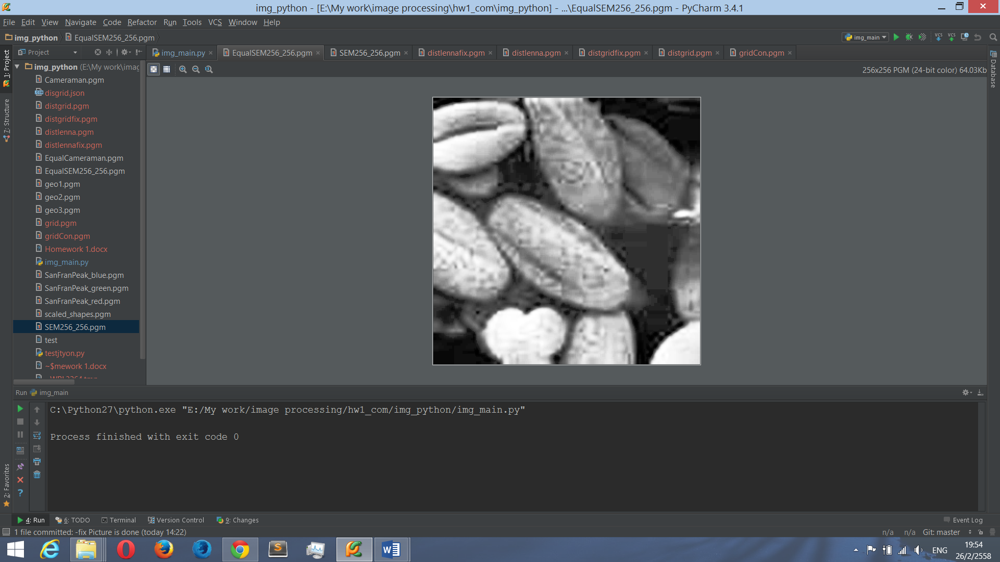 img_python - [E:\My work\image processing\hw1_com\img_python] - ...\EqualSEM256_256.pgm - PyCharm 3.4.1
File Edit View Navigate Code Refactor Run Tools VCS Window Help
img_python EqualSEM256_256.pgm img_main VCS VCS
Project img_main.py EqualSEM256_256.pgm SEM256_256.pgm distlennafix.pgm distlenna.pgm distgridfix.pgm distgrid.pgm gridCon.pgm
256x256 PGM (24-bit color) 64.03Kb
1: Project
7: Structure
2: Favorites
Database
img_python (E:\My work\imag
Cameraman.pgm
disgrid.json
distgrid.pgm
distgridfix.pgm
distlenna.pgm
distlennafix.pgm
EqualCameraman.pgm
EqualSEM256_256.pgm
geo1.pgm
geo2.pgm
geo3.pgm
grid.pgm
gridCon.pgm
Homework 1.docx
img_main.py
SanFranPeak_blue.pgm
SanFranPeak_green.pgm
SanFranPeak_red.pgm
scaled_shapes.pgm
SEM256_256.pgm
test
testjtyon.py
~$mework 1.docx
Run img_main
C:\Python27\python.exe "E:/My work/image processing/hw1_com/img_python/img_main.py"
Process finished with exit code 0
4: Run 6: TODO Terminal Version Control 9: Changes Event Log
1 file committed: -fix Picture is done (today 14:22) n/a n/a Git: master
ENG
19:54
26/2/2558